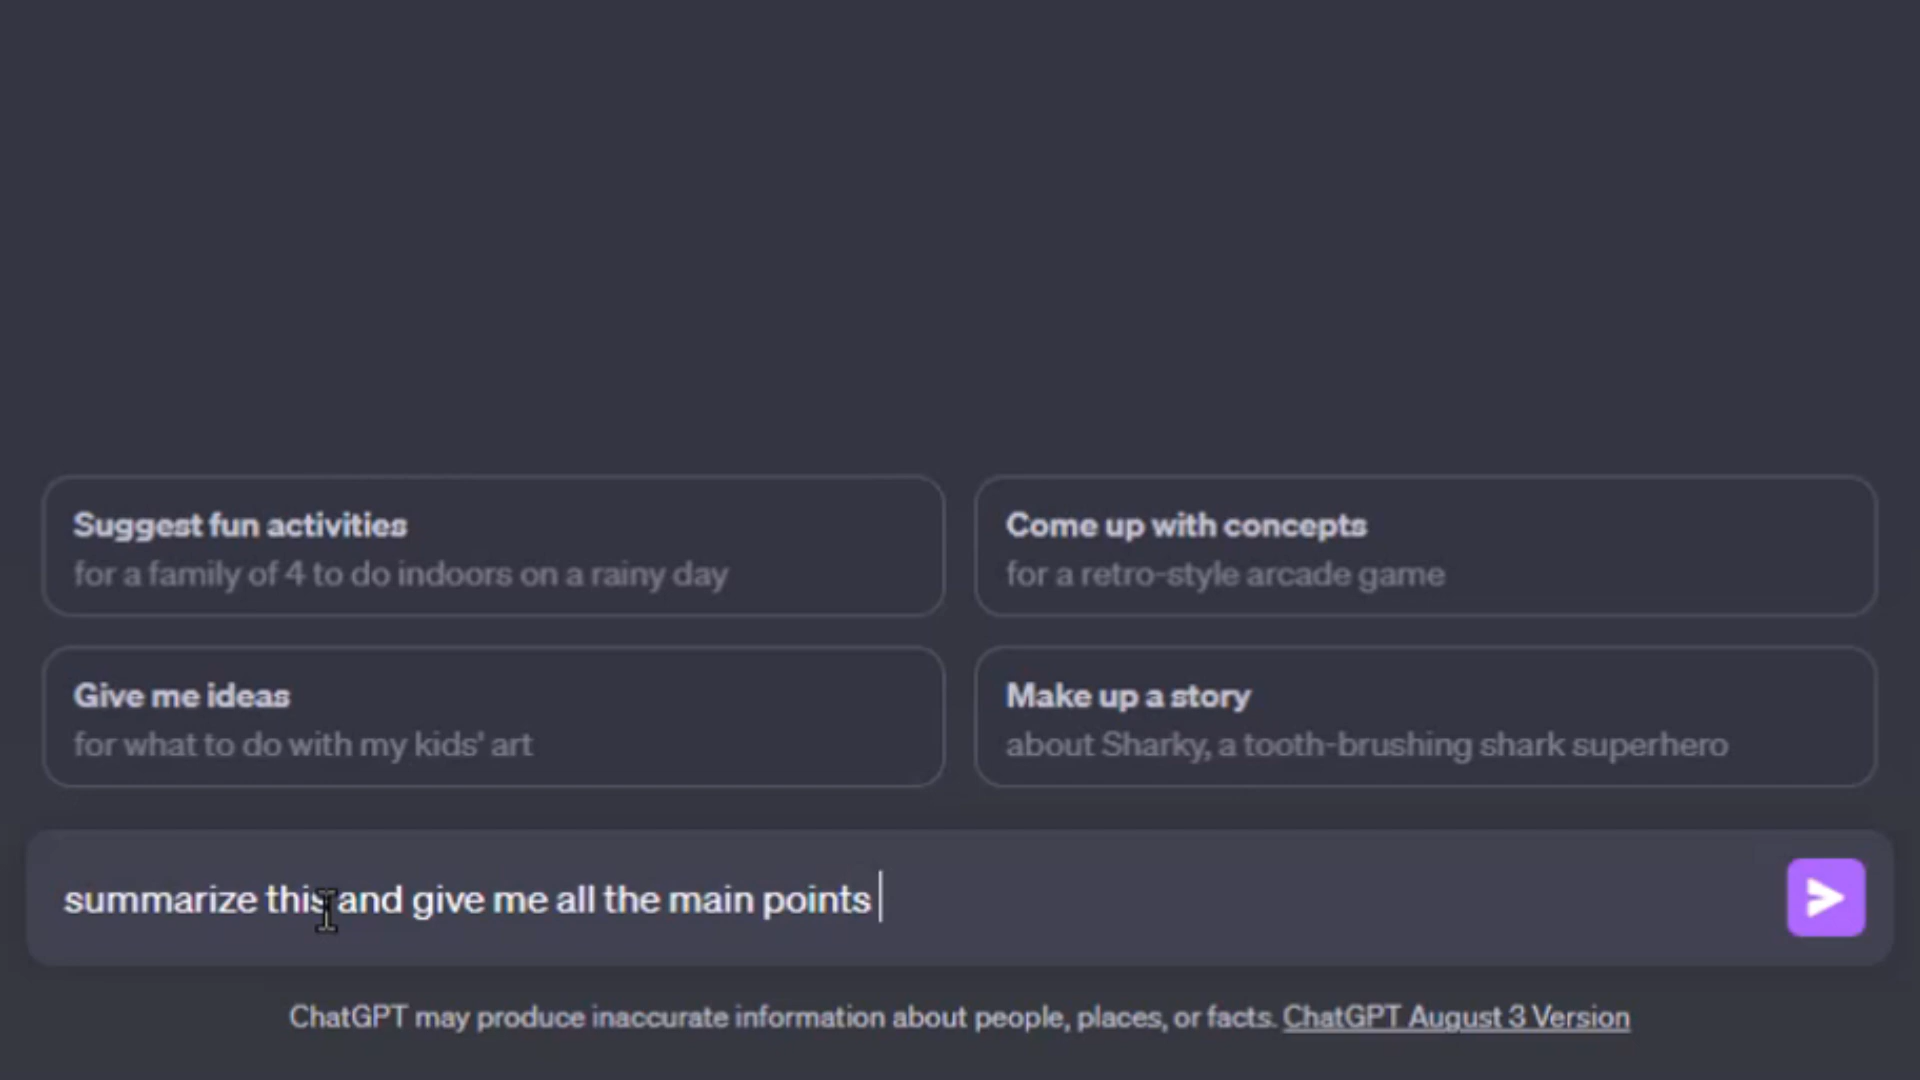 Suggest fun activities
for a family of 4 to do indoors on a rainy day
Come up with concepts
for a retro-style arcade game
Give me ideas
for what to do with my kids' art
Make up a story
about Sharky, a tooth-brushing shark superhero
summarize this and give me all the main points
ChatGPT may produce inaccurate information about people, places, or facts. ChatGPT August 3 Version